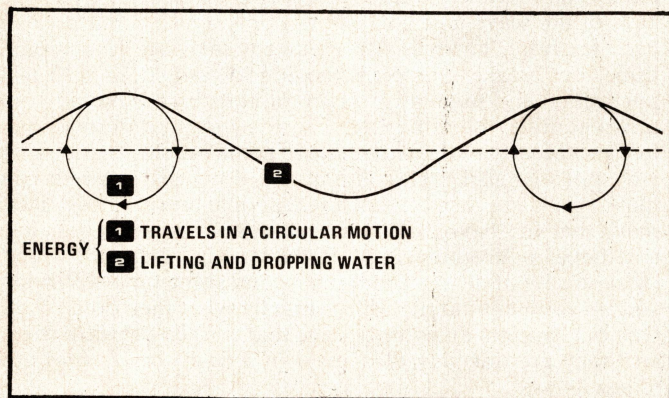 1
2
ENERGY
1 TRAVELS IN A CIRCULAR MOTION
2 LIFTING AND DROPPING WATER